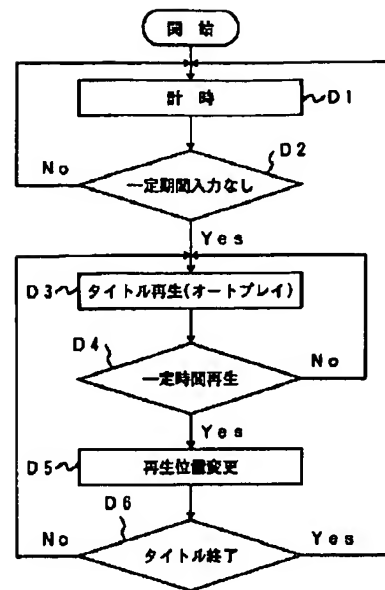 開 始
計 時
D1
D2
一定期間入力なし
No
Yes
D3
タイトル再生(オートプレイ)
D4
一定時間再生
No
Yes
D5
再生位置変更
D6
タイトル終了
No
Yes